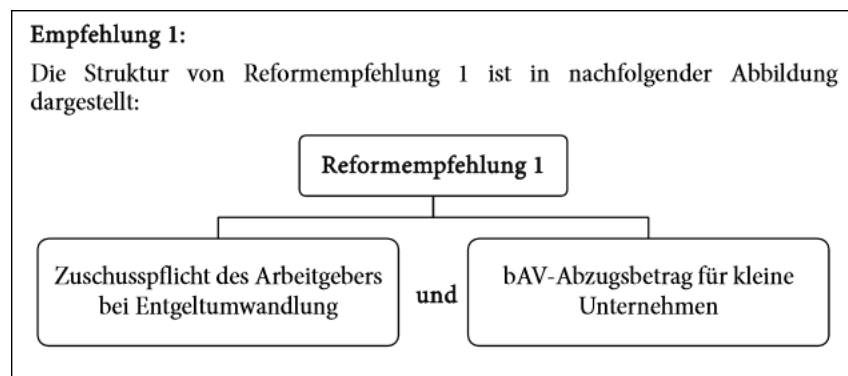 Empfehlung 1:
Die Struktur von Reformempfehlung 1 ist in nachfolgender Abbildung
dargestellt:
Reformempfehlung 1
Zuschusspflicht des Arbeitgebers
bei Entgeltumwandlung
und
bAV-Abzugsbetrag für kleine
Unternehmen